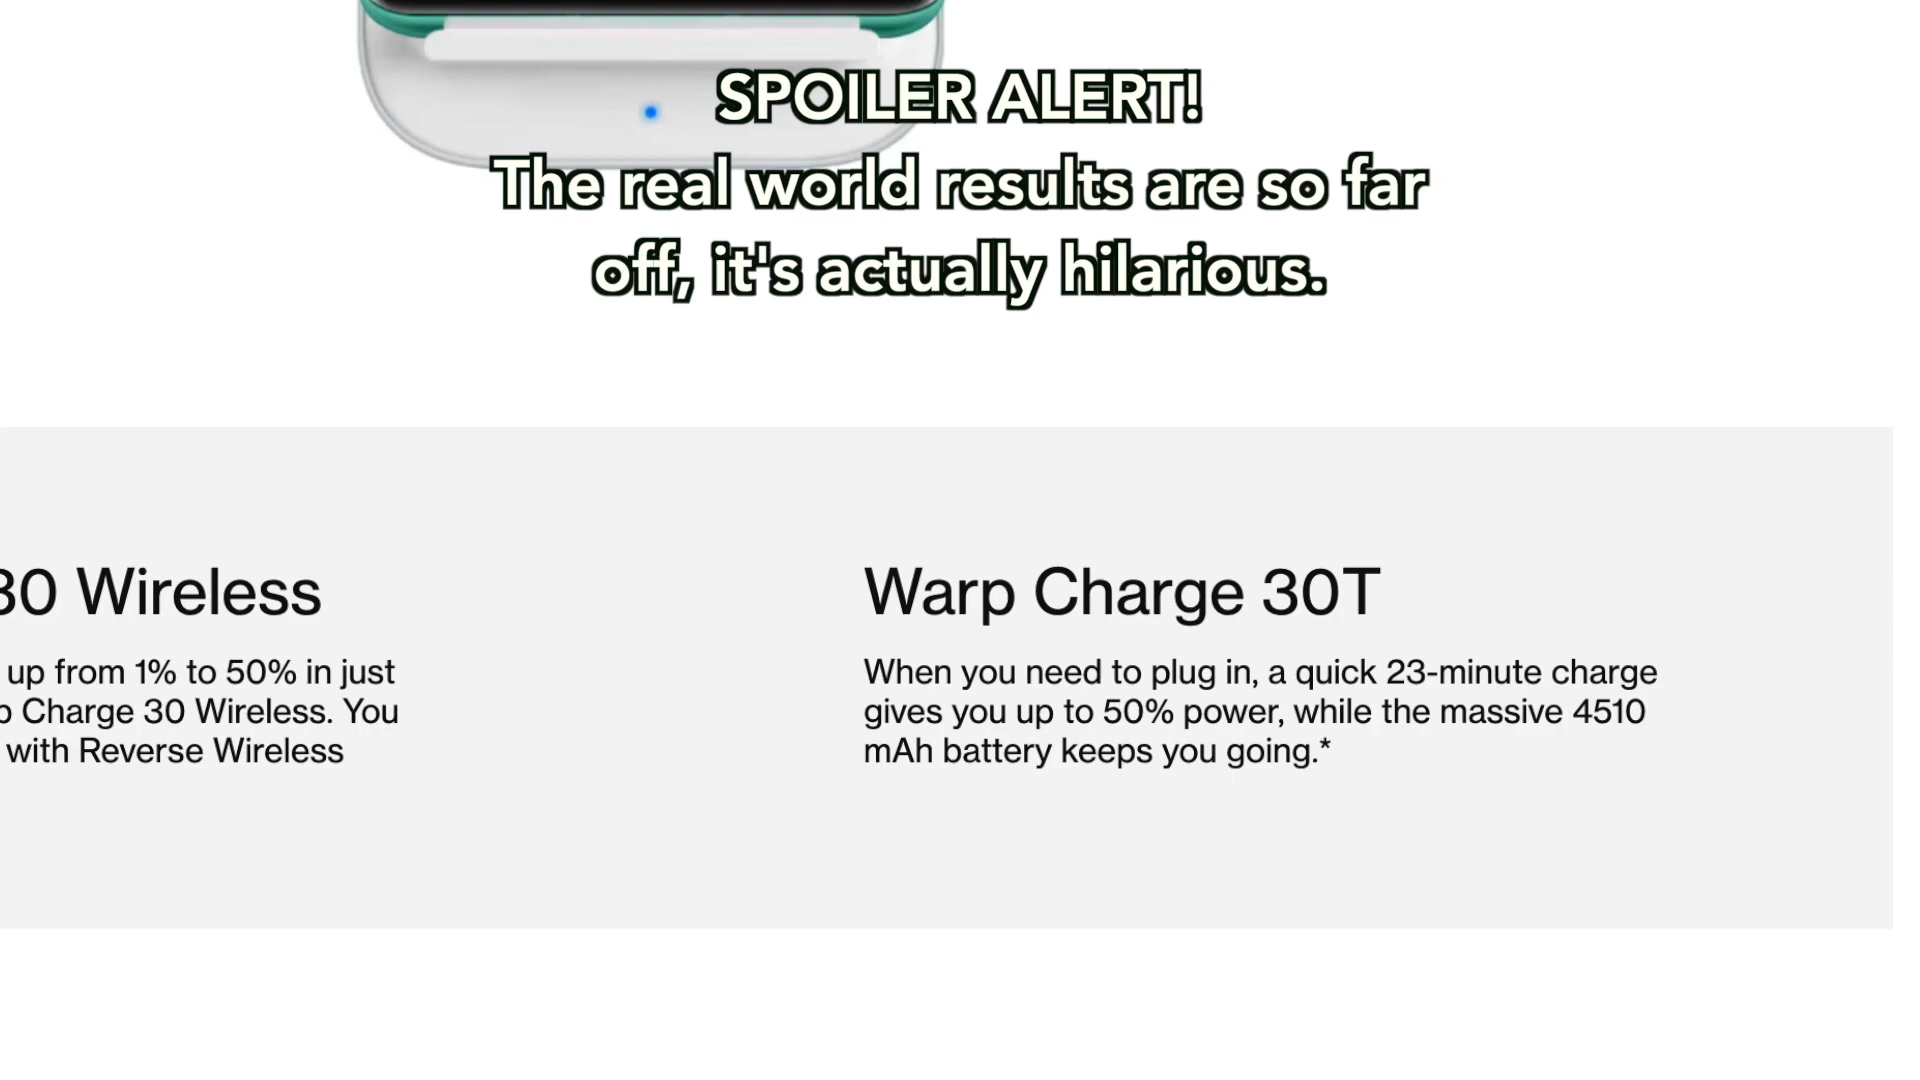 SPOILER ALERT!
The real world results are so far
off, it's actually hilarious.
30 Wireless
up from 1% to 50% in just
Charge 30 Wireless. You
with Reverse Wireless
Warp Charge 30T
When you need to plug in, a quick 23-minute charge
gives you up to 50% power, while the massive 4510
mAh battery keeps you going.*